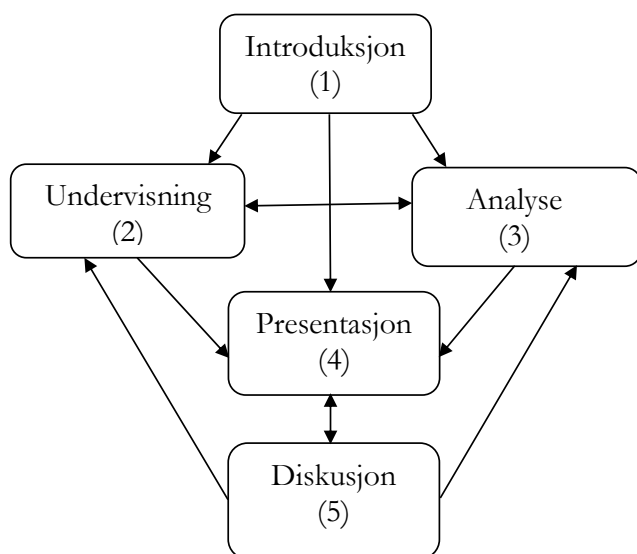 Introduksjon
(1)
Undervisning
(2)
Analyse
(3)
Presentasjon
(4)
Diskusjon
(5)